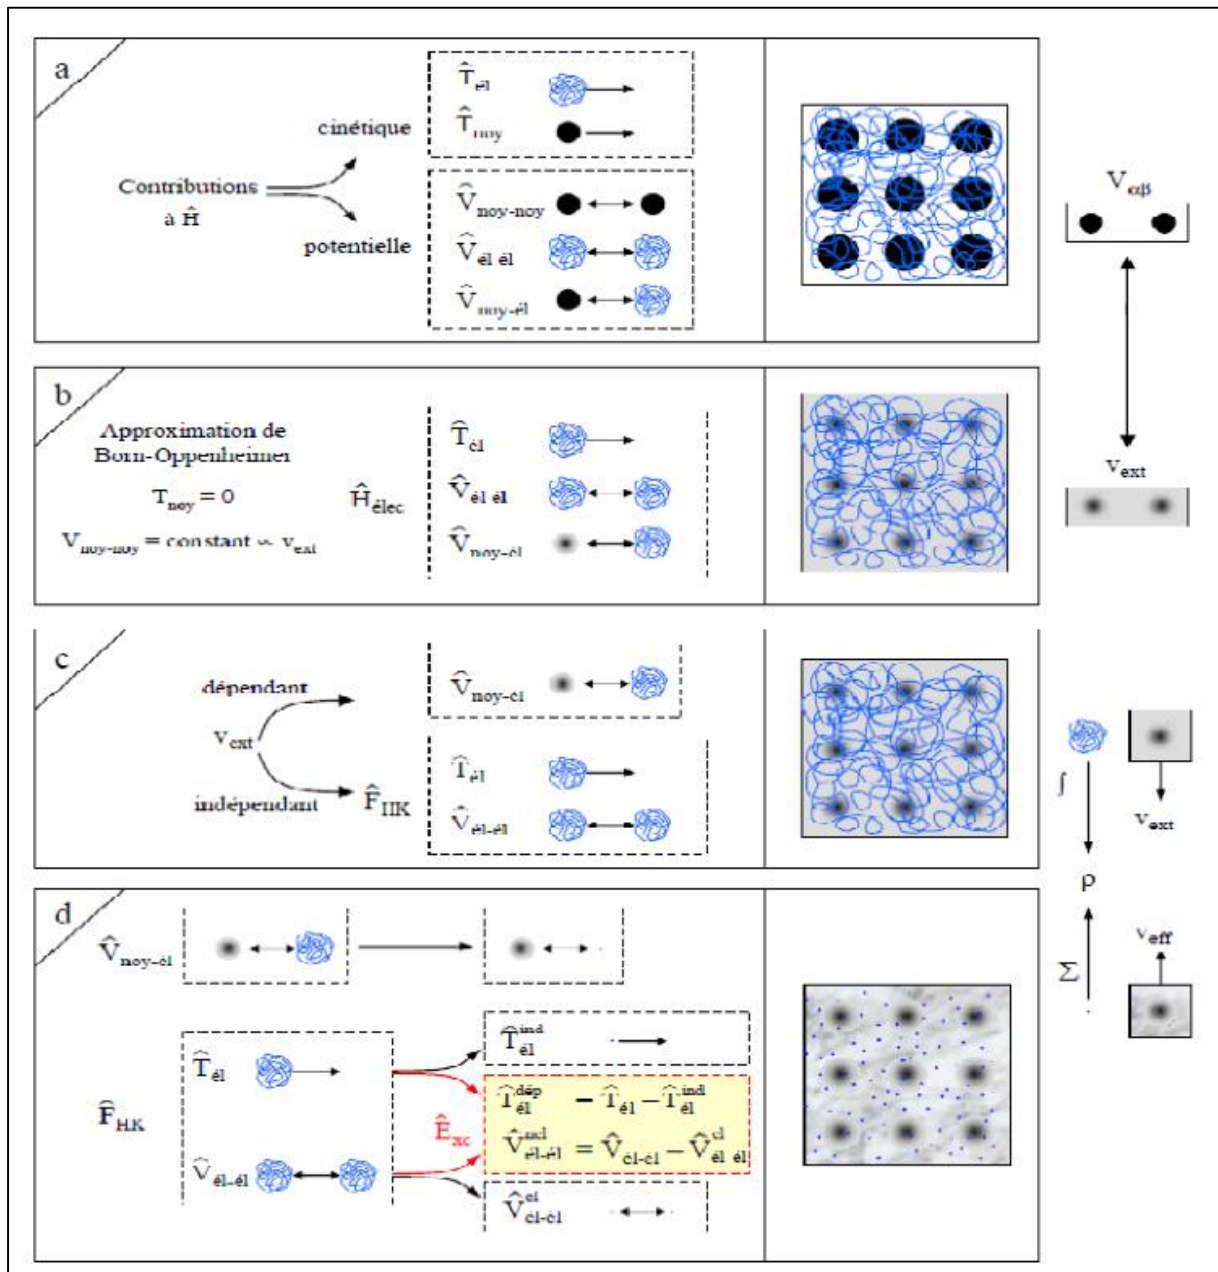 a
T̂él
T̂noy
cinétique
Contributions
à Ĥ
potentielle
V̂noy-noy
V̂él él
V̂noy-él
Vαβ
b
Approximation de
Born-Oppenheimer
Tnoy = 0
Vnoy-noy = constant ∝ vext
Ĥélec
T̂él
V̂él él
V̂noy-él
vext
c
dépendant
vext
indépendant
F̂HK
V̂noy-él
T̂él
V̂él-él
∫
vext
ρ
d
V̂noy-él
F̂HK
T̂él
V̂él-él
Êxc
T̂élind
T̂éldép = T̂él – T̂élind
V̂él-élncl = V̂él-él – V̂él élcl
V̂él-élcl
Σ
veff